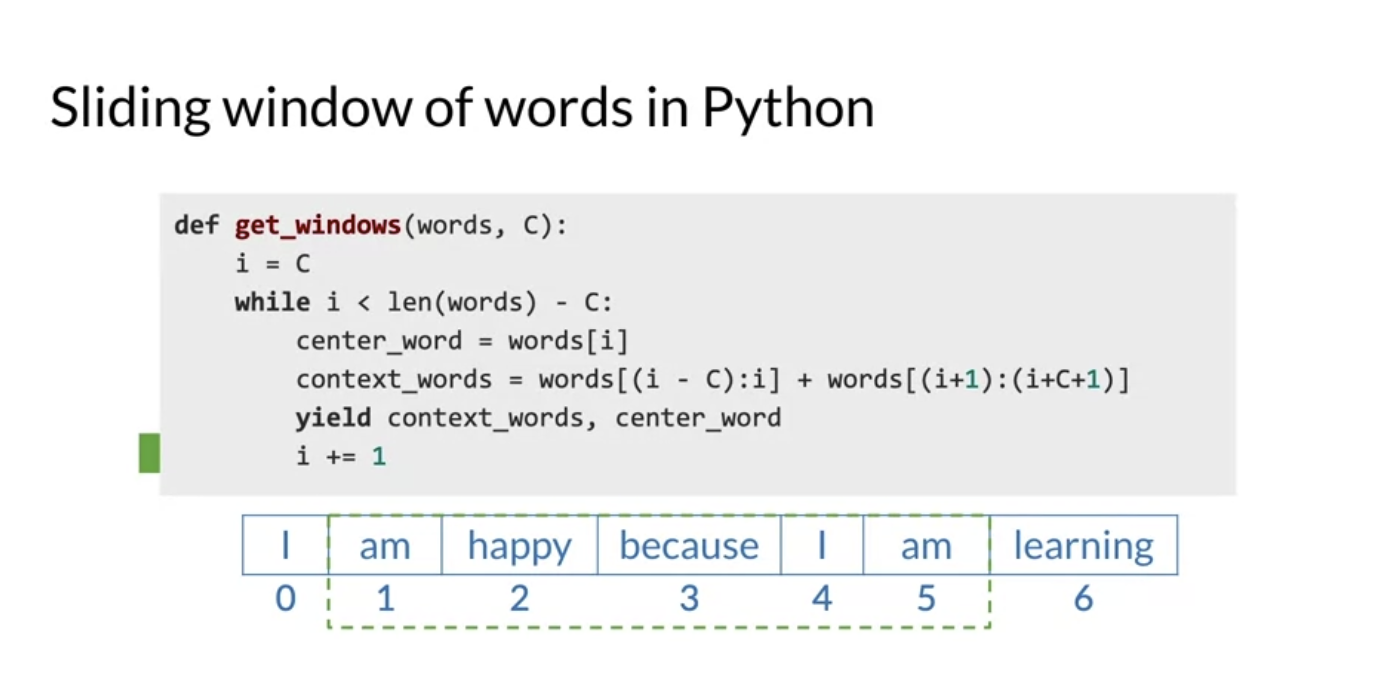 Sliding window of words in Python
def get_windows(words, C):
    i = C
    while i < len(words) - C:
        center_word = words[i]
        context_words = words[(i - C):i] + words[(i+1):(i+C+1)]
        yield context_words, center_word
        i += 1
I am happy because I am learning
0 1 2 3 4 5 6